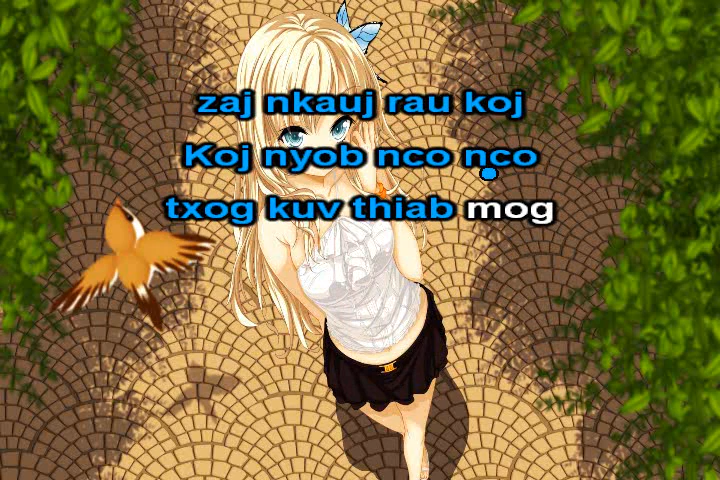 zaj nkauj rau koj
Koj nyob nco nco
txog kuv thiab mog